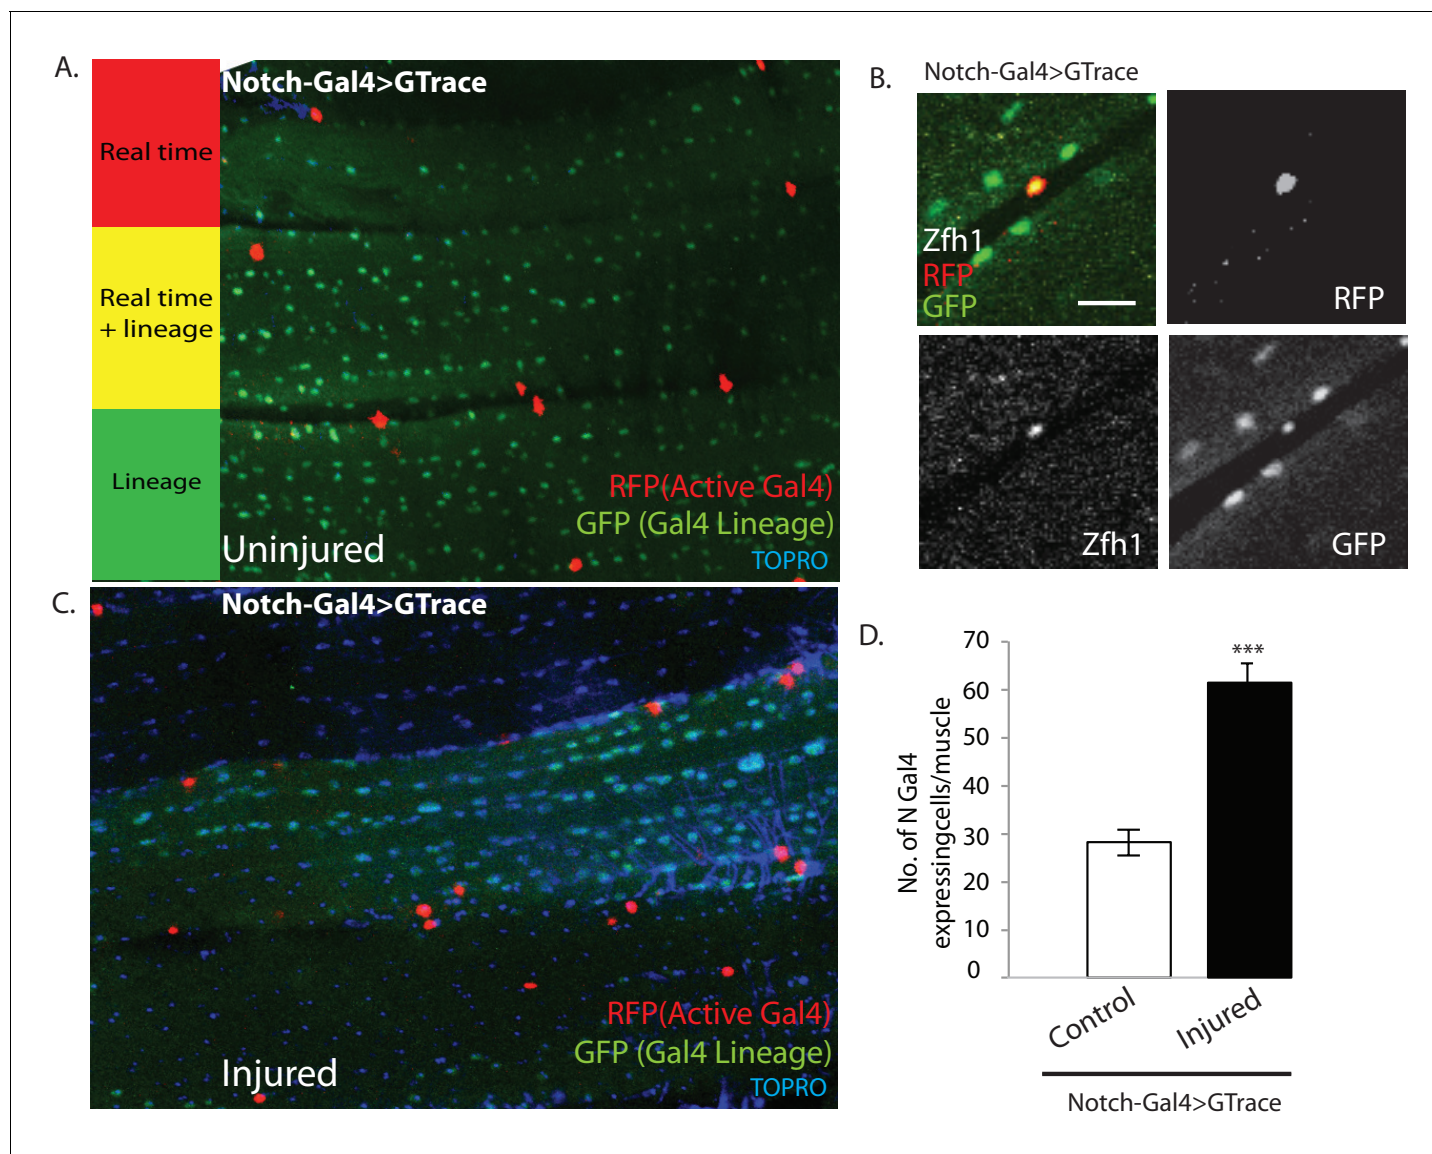 A.
Notch-Gal4>GTrace
Real time
Real time
+ lineage
Lineage
RFP(Active Gal4)
GFP (Gal4 Lineage)
TOPRO
Uninjured
B.
Notch-Gal4>GTrace
Zfh1
RFP
GFP
RFP
Zfh1
GFP
C.
Notch-Gal4>GTrace
RFP(Active Gal4)
GFP (Gal4 Lineage)
TOPRO
Injured
D.
No. of N Gal4
expressingcells/muscle
70
60
50
40
30
20
10
0
***
Control
Injured
Notch-Gal4>GTrace